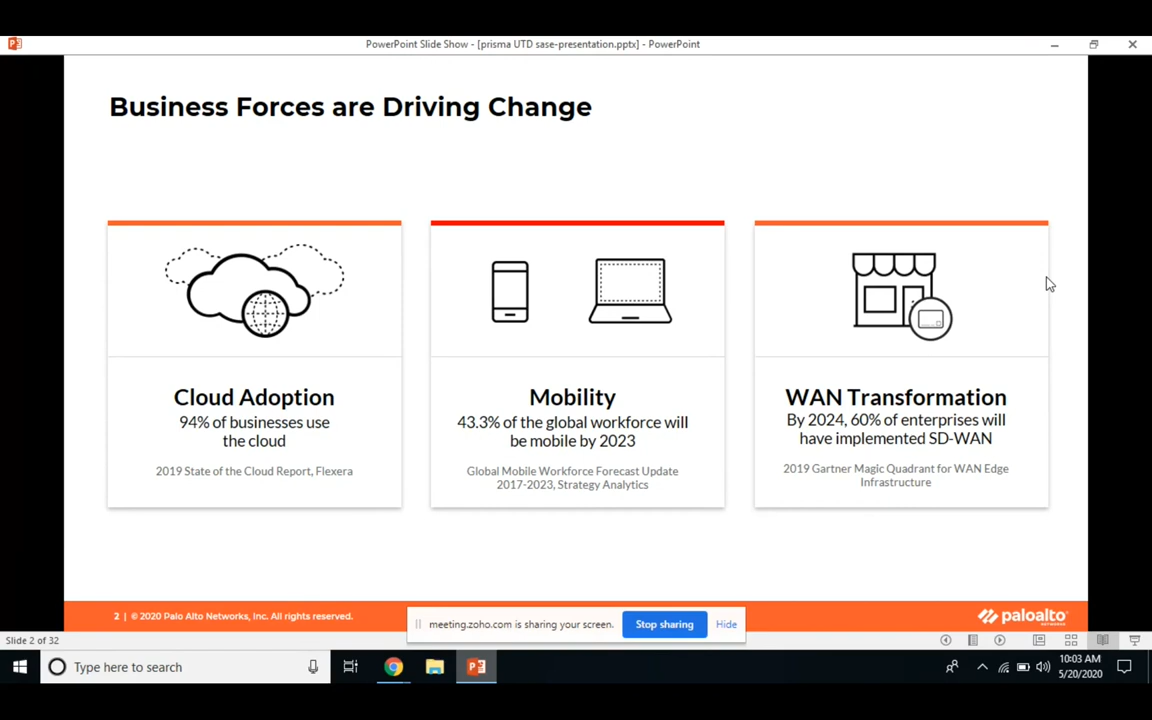 PowerPoint Slide Show - [prisma UTD sase-presentation.pptx] - PowerPoint
Business Forces are Driving Change
Cloud Adoption
94% of businesses use
the cloud
2019 State of the Cloud Report, Flexera
Mobility
43.3% of the global workforce will
be mobile by 2023
Global Mobile Workforce Forecast Update
2017-2023, Strategy Analytics
WAN Transformation
By 2024, 60% of enterprises will
have implemented SD-WAN
2019 Gartner Magic Quadrant for WAN Edge
Infrastructure
2 | © 2020 Palo Alto Networks, Inc. All rights reserved.
meeting.zoho.com is sharing your screen.
Stop sharing
Hide
paloalto
NETWORKS
Slide 2 of 32
Type here to search
10:03 AM
5/20/2020